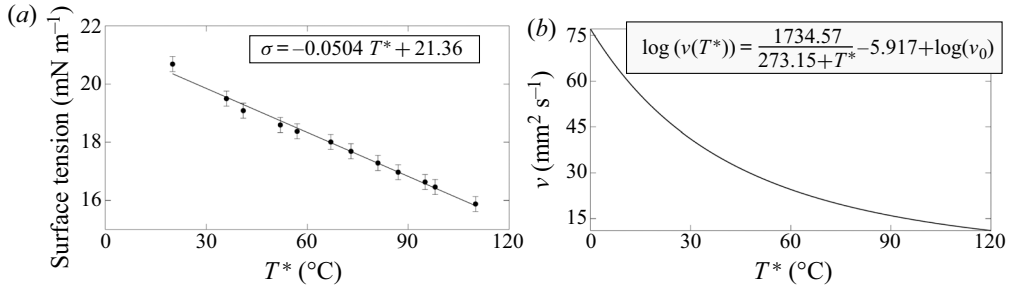 (a)
22
20
18
16
0
30
60
90
120
Surface tension (mN m⁻¹)
T* (°C)
σ = −0.0504 T* + 21.36
(b)
75
60
45
30
15
0
30
60
90
120
ν (mm² s⁻¹)
T* (°C)
log (ν(T*)) = 1734.57 / 273.15+T* −5.917+log(ν₀)